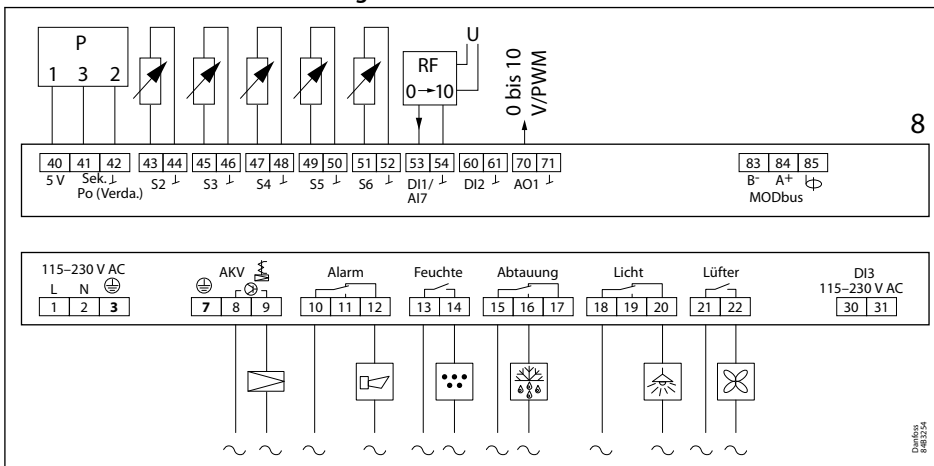 P
1 3 2
RF
0→10
U
0 bis 10
V/PWM
8
40 41 42 43 44 45 46 47 48 49 50 51 52 53 54 60 61 70 71 83 84 85
5 V Sek. S2 S3 S4 S5 S6 DI1/ DI2 AO1 B- A+
Po (Verda.) AI7 MODbus
115–230 V AC AKV Alarm Feuchte Abtauung Licht Lüfter DI3
L N 115–230 V AC
1 2 3 7 8 9 10 11 12 13 14 15 16 17 18 19 20 21 22 30 31
Danfoss
84B3254